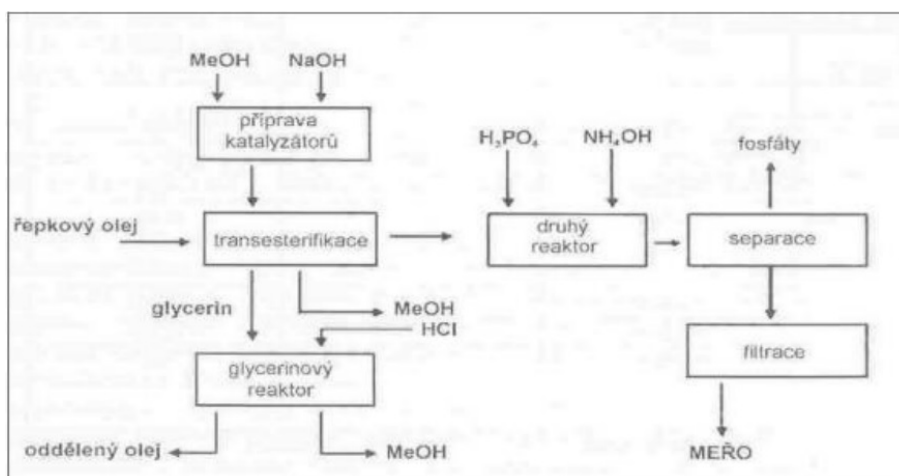 MeOH NaOH
příprava
katalyzátorů
H₃PO₄ NH₄OH
fosfáty
řepkový olej
transesterifikace
druhý
reaktor
separace
glycerin
MeOH
HCl
glycerinový
reaktor
filtrace
oddělený olej
MeOH
MEŘO